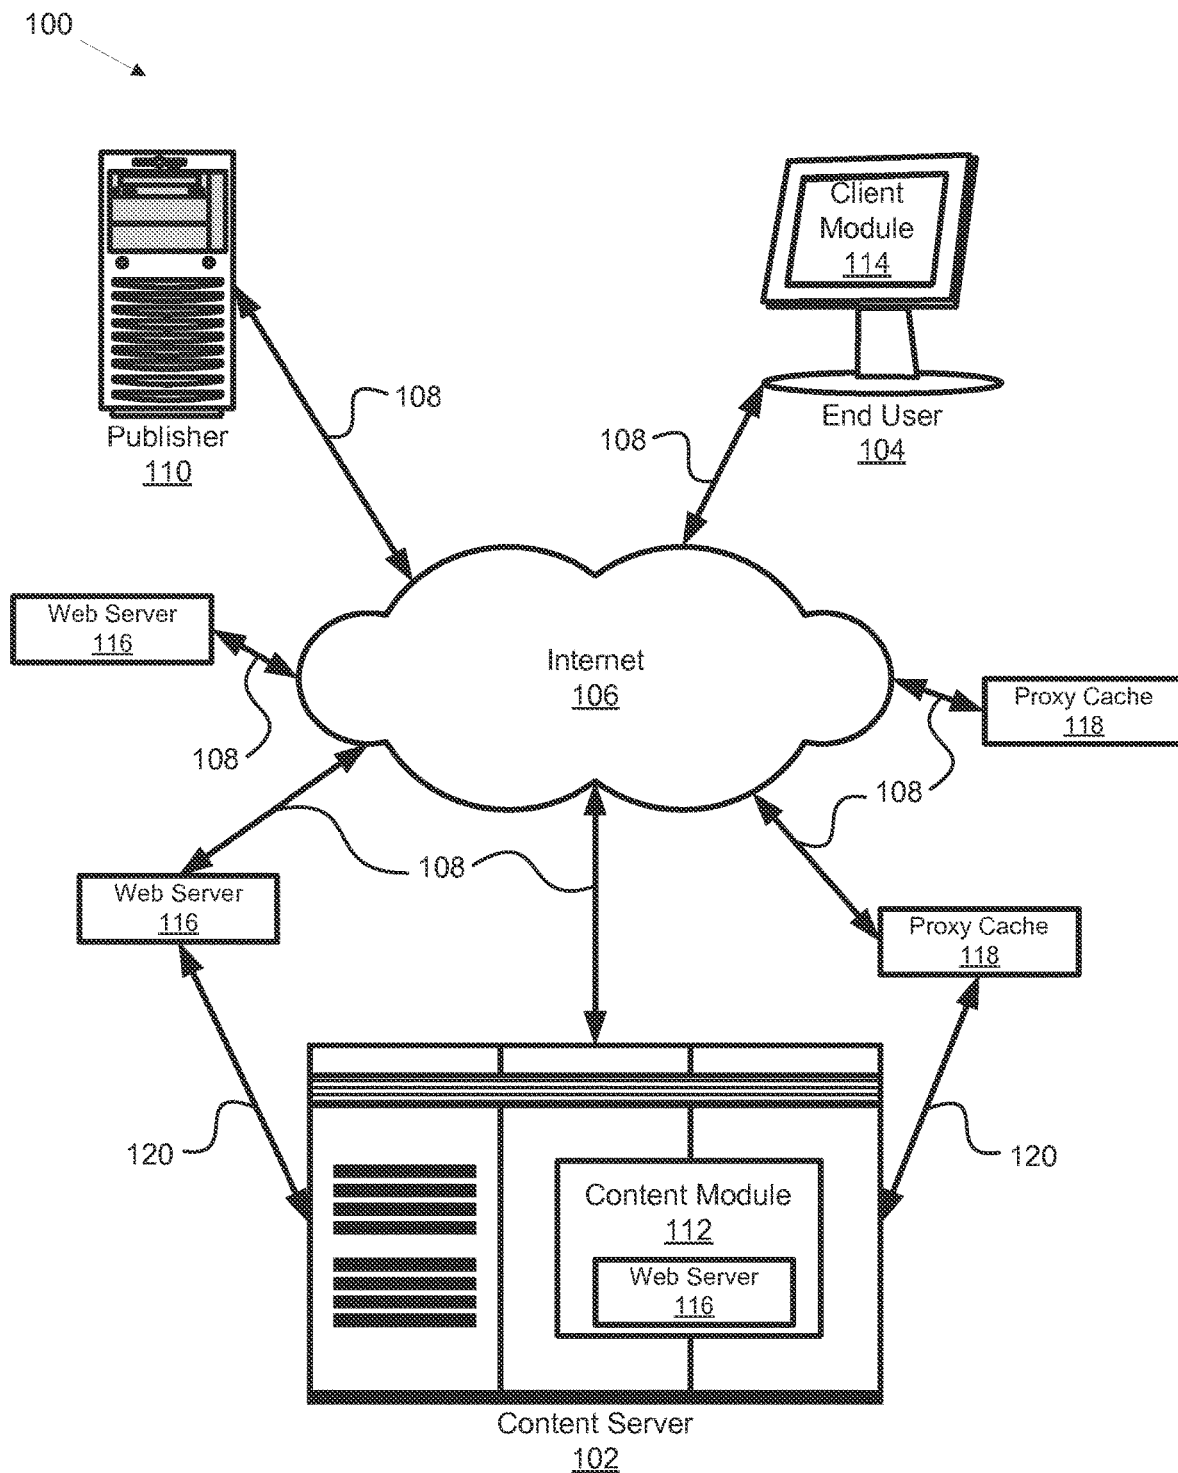 100
Client
Module
114
108
Publisher
110
108
End User
104
Web Server
116
Internet
106
Proxy Cache
118
108
108
108
Web Server
116
Proxy Cache
118
120
120
Content Module
112
Web Server
116
Content Server
102